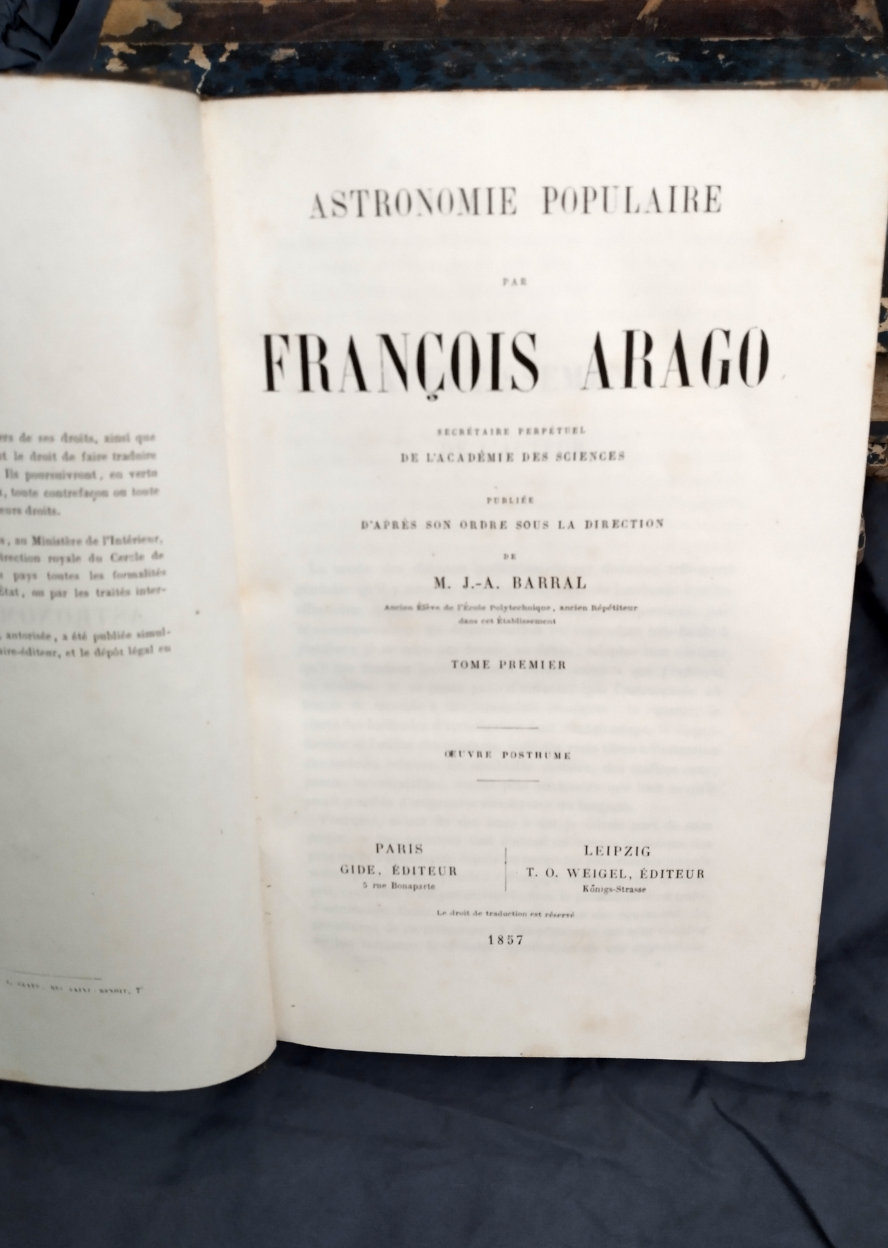 de ses droits, ainsi que
le droit de faire traduire
Ils poursuivront, en vertu
, toute contrefaçon ou toute
leurs droits.
, au Ministère de l'Intérieur,
direction royale du Cercle de
pays toutes les formalités
État, ou par les traités inter-
autorisée, a été publiée simul-
, et le dépôt légal en
ASTRONOMIE POPULAIRE
PAR
FRANÇOIS ARAGO
SECRÉTAIRE PERPÉTUEL
DE L'ACADÉMIE DES SCIENCES
PUBLIÉE
D'APRÈS SON ORDRE SOUS LA DIRECTION
DE
M. J.-A. BARRAL
Ancien Élève de l'École Polytechnique, ancien Répétiteur
dans cet Établissement
TOME PREMIER
ŒUVRE POSTHUME
PARIS
GIDE, ÉDITEUR
5 rue Bonaparte
LEIPZIG
T. O. WEIGEL, ÉDITEUR
Königs-Strasse
Le droit de traduction est réservé
1857